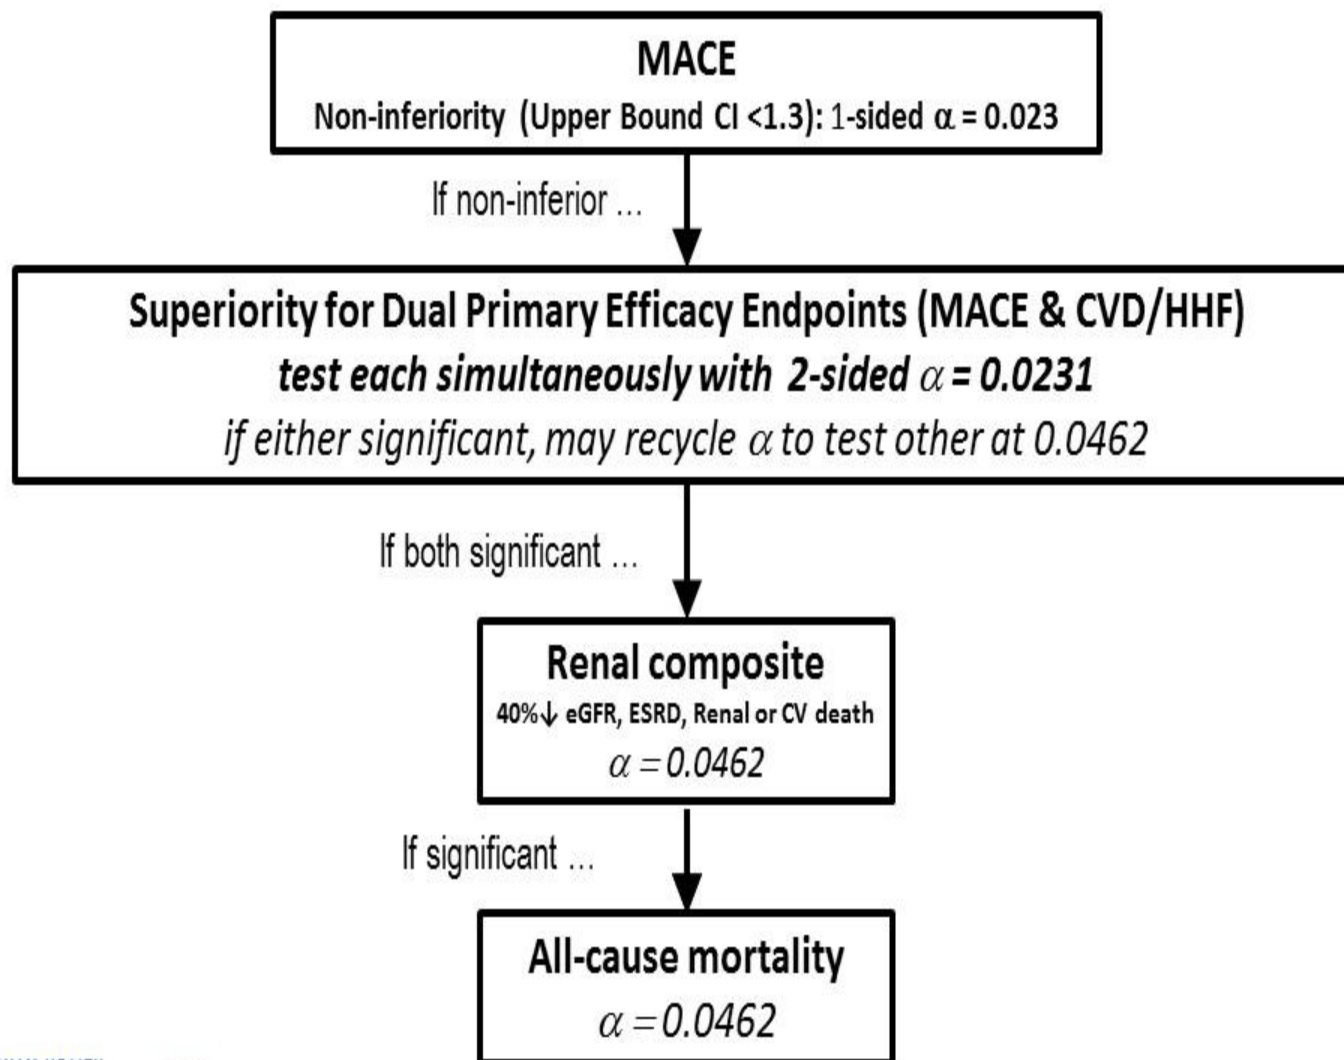 MACE
Non-inferiority (Upper Bound CI <1.3): 1-sided α = 0.023
If non-inferior ...
Superiority for Dual Primary Efficacy Endpoints (MACE & CVD/HHF)
test each simultaneously with 2-sided α = 0.0231
if either significant, may recycle α to test other at 0.0462
If both significant ...
Renal composite
40%↓ eGFR, ESRD, Renal or CV death
α = 0.0462
If significant ...
All-cause mortality
α = 0.0462